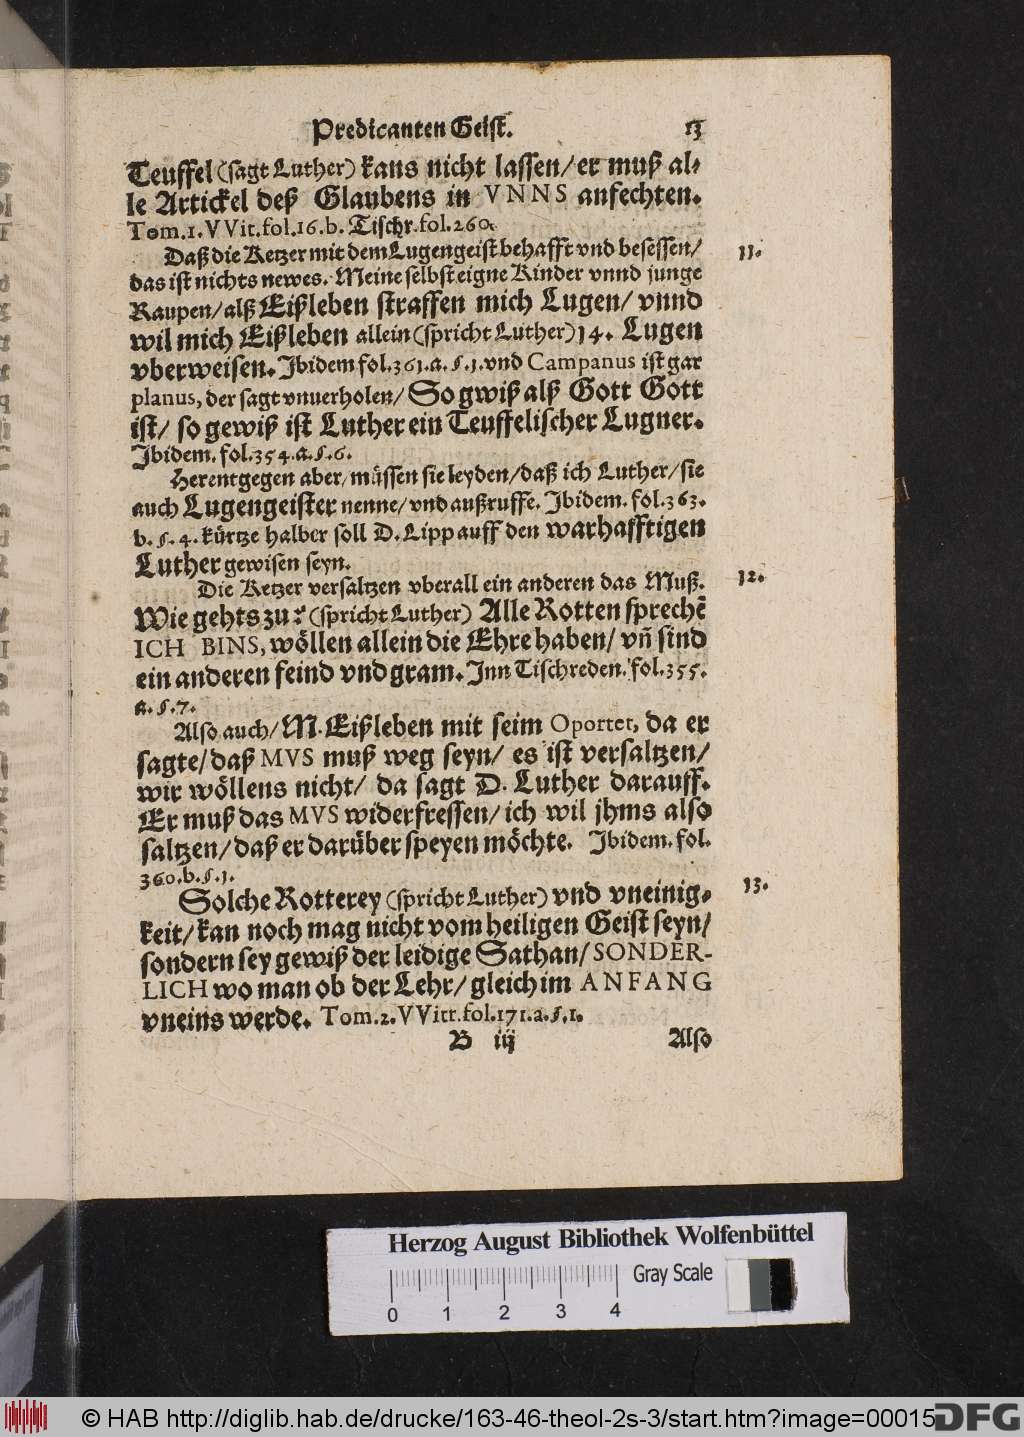 Predicanten Geist. 13
Teuffel (sagt Luther) kans nicht lassen/ er muß al-
le Artickel deß Glaubens in VNNS anfechten.
Tom.1.VVit.fol.16.b. Tischr.fol.260.
Daß die Ketzer mit dem Lugengeist behafft vnd besessen/ 11.
das ist nichts newes. Meine selbst eigne Kinder vnnd junge
Raupen/ alß Eißleben straffen mich Lugen/ vnnd
wil mich Eißleben allein (spricht Luther) 14. Lugen
vberweisen. Ibidem fol.361.a.§.1. vnd Campanus ist gar
planus, der sagt vnuerholen/ So gwiß alß Gott Gott
ist/ so gewiß ist Luther ein Teuffelischer Lugner.
Ibidem. fol.354.a.§.6.
Herentgegen aber/ müssen sie leyden/ daß ich Luther/ sie
auch Lugengeister nenne/ vnd außruffe. Ibidem. fol.363.
b.§.4. kürtze halber soll D. Lipp auff den warhafftigen
Luther gewisen seyn.
Die Ketzer versaltzen vberall ein anderen das Muß. 12.
Wie gehts zu? (spricht Luther) Alle Rotten sprechē
ICH BINS, wöllen allein die Ehre haben/ vn̄ sind
ein anderen feind vnd gram. Inn Tischreden. fol.355.
a.§.7.
Also auch/ M. Eißleben mit seim Oportet, da er
sagte/ daß MVS muß weg seyn/ es ist versaltzen/
wir wöllens nicht/ da sagt D. Luther darauff.
Er muß das MVS widerfressen/ ich wil jhms also
saltzen/ daß er darüber speyen möchte. Ibidem. fol.
360.b.§.1.
Solche Rotterey (spricht Luther) vnd vneinig- 13.
keit/ kan noch mag nicht vom heiligen Geist seyn/
sondern sey gewiß der leidige Sathan/ SONDER-
LICH wo man ob der Lehr/ gleich im ANFANG
vneins werde. Tom.2.VVitt.fol.171.a.§.1.
B iij Also
Herzog August Bibliothek Wolfenbüttel
Gray Scale
0 1 2 3 4
© HAB http://diglib.hab.de/drucke/163-46-theol-2s-3/start.htm?image=00015
DFG